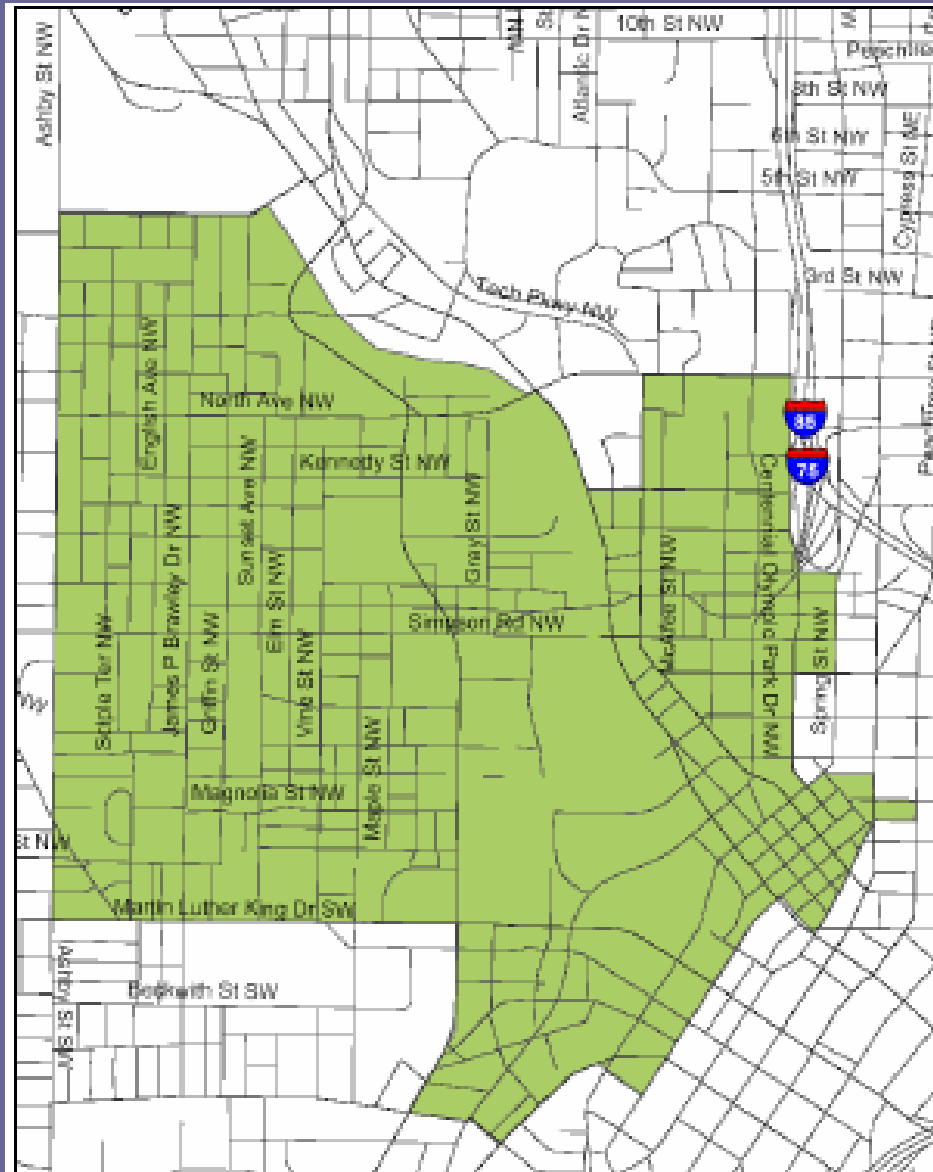 10th St NW
Ashby St NW
Atlantic Dr N
8th St NW
6th St NW
5th St NW
Cypress St NE
3rd St NW
Tech Pkwy NW
English Ave NW
North Ave NW
85
75
Kennedy St NW
Sunset Ave NW
Gray St NW
Centennial Olympic Park Dr NW
James P Brawley Dr NW
Elm St NW
McAfee St NW
Simpson Rd NW
Sciple Ter NW
Griffin St NW
Vine St NW
Spring St NW
Maple St NW
Magnolia St NW
St NW
Martin Luther King Dr SW
Ashby St SW
Beckwith St SW